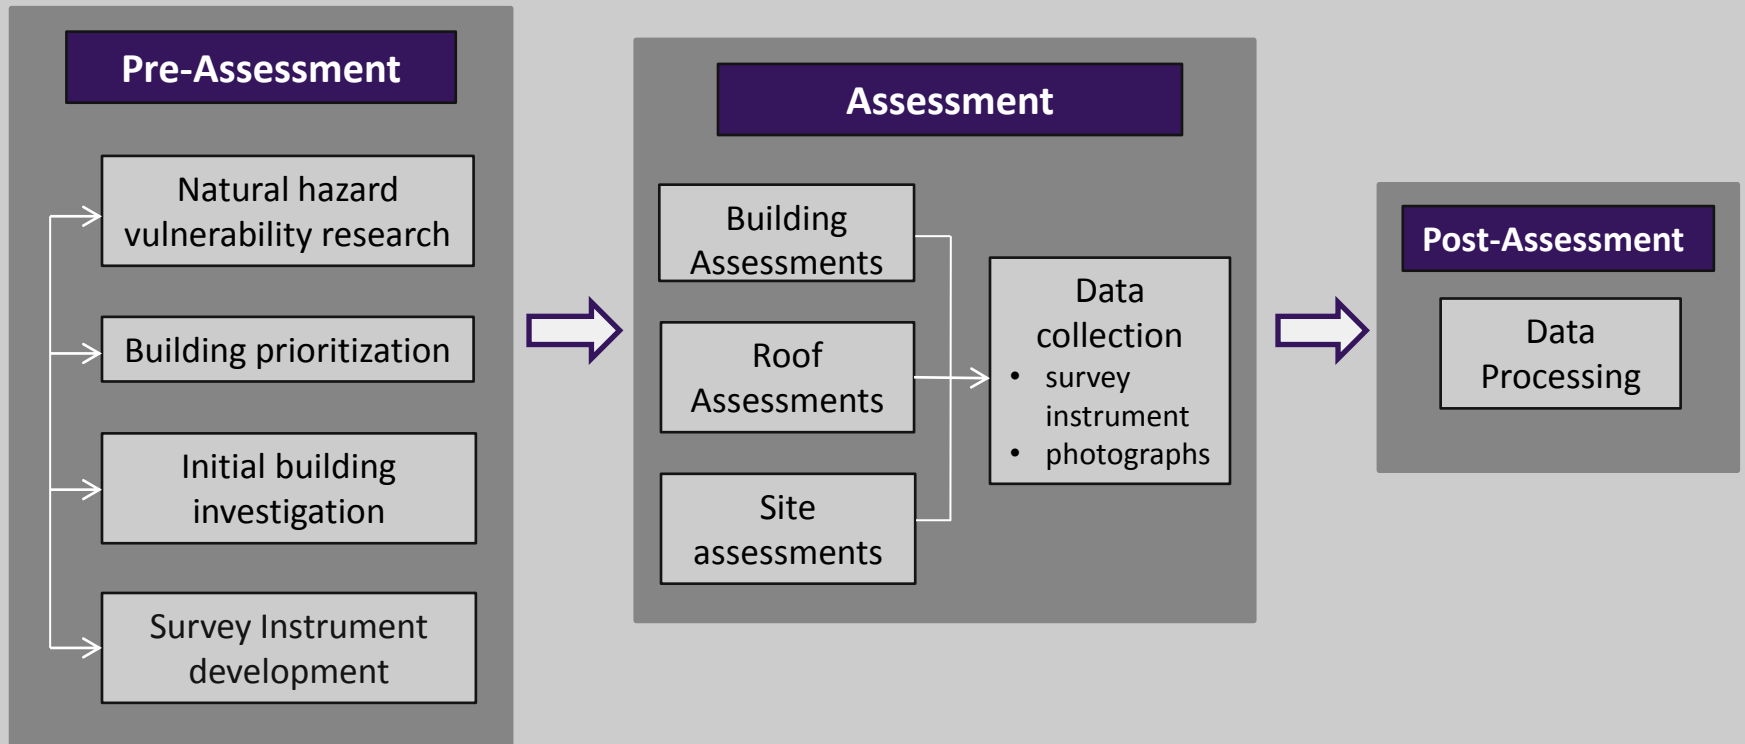 Pre-Assessment
Natural hazard
vulnerability research
Building prioritization
Initial building
investigation
Survey Instrument
development
Assessment
Building
Assessments
Roof
Assessments
Site
assessments
Data
collection
• survey
instrument
• photographs
Post-Assessment
Data
Processing